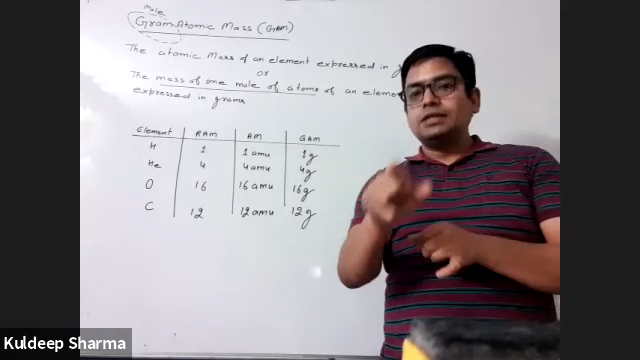 Mole
Gram Atomic Mass (GAM)
The atomic Mass of an element expressed in
or
The mass of one mole of atoms of an element
expressed in grams
Element RAM AM GAM
H 1 1 amu 1g
He 4 4 amu 4g
O 16 16 amu 16g
C 12 12 amu 12g
Kuldeep Sharma